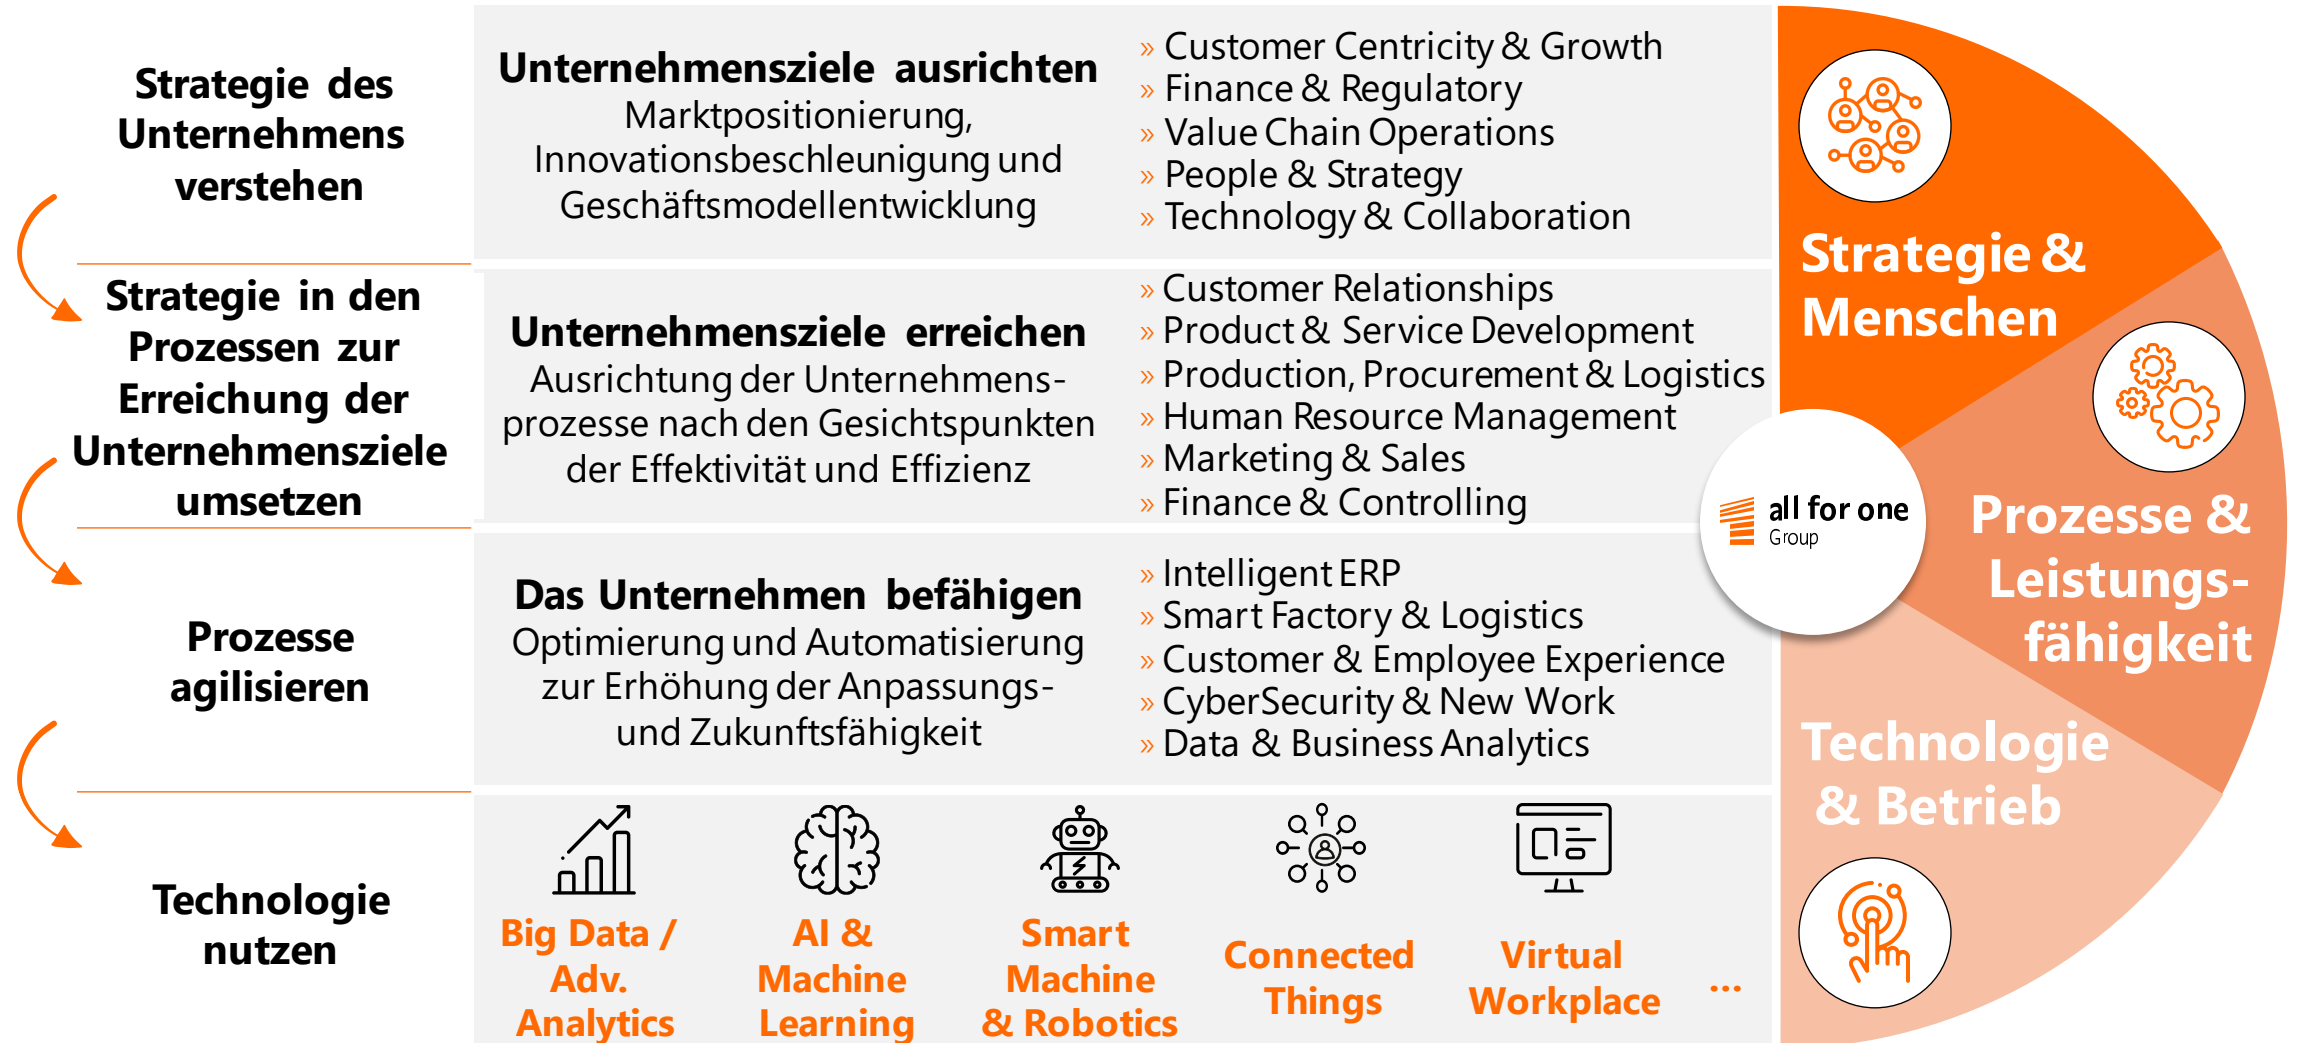 Strategie des
Unternehmens
verstehen
Unternehmensziele ausrichten
Marktpositionierung,
Innovationsbeschleunigung und
Geschäftsmodellentwicklung
» Customer Centricity & Growth
» Finance & Regulatory
» Value Chain Operations
» People & Strategy
» Technology & Collaboration
Strategie in den
Prozessen zur
Erreichung der
Unternehmensziele
umsetzen
Unternehmensziele erreichen
Ausrichtung der Unternehmens-
prozesse nach den Gesichtspunkten
der Effektivität und Effizienz
» Customer Relationships
» Product & Service Development
» Production, Procurement & Logistics
» Human Resource Management
» Marketing & Sales
» Finance & Controlling
Prozesse
agilisieren
Das Unternehmen befähigen
Optimierung und Automatisierung
zur Erhöhung der Anpassungs-
und Zukunftsfähigkeit
» Intelligent ERP
» Smart Factory & Logistics
» Customer & Employee Experience
» CyberSecurity & New Work
» Data & Business Analytics
Technologie
nutzen
Big Data /
Adv.
Analytics
AI &
Machine
Learning
Smart
Machine
& Robotics
Connected
Things
Virtual
Workplace
...
Strategie &
Menschen
all for one
Group
Prozesse &
Leistungs-
fähigkeit
Technologie
& Betrieb